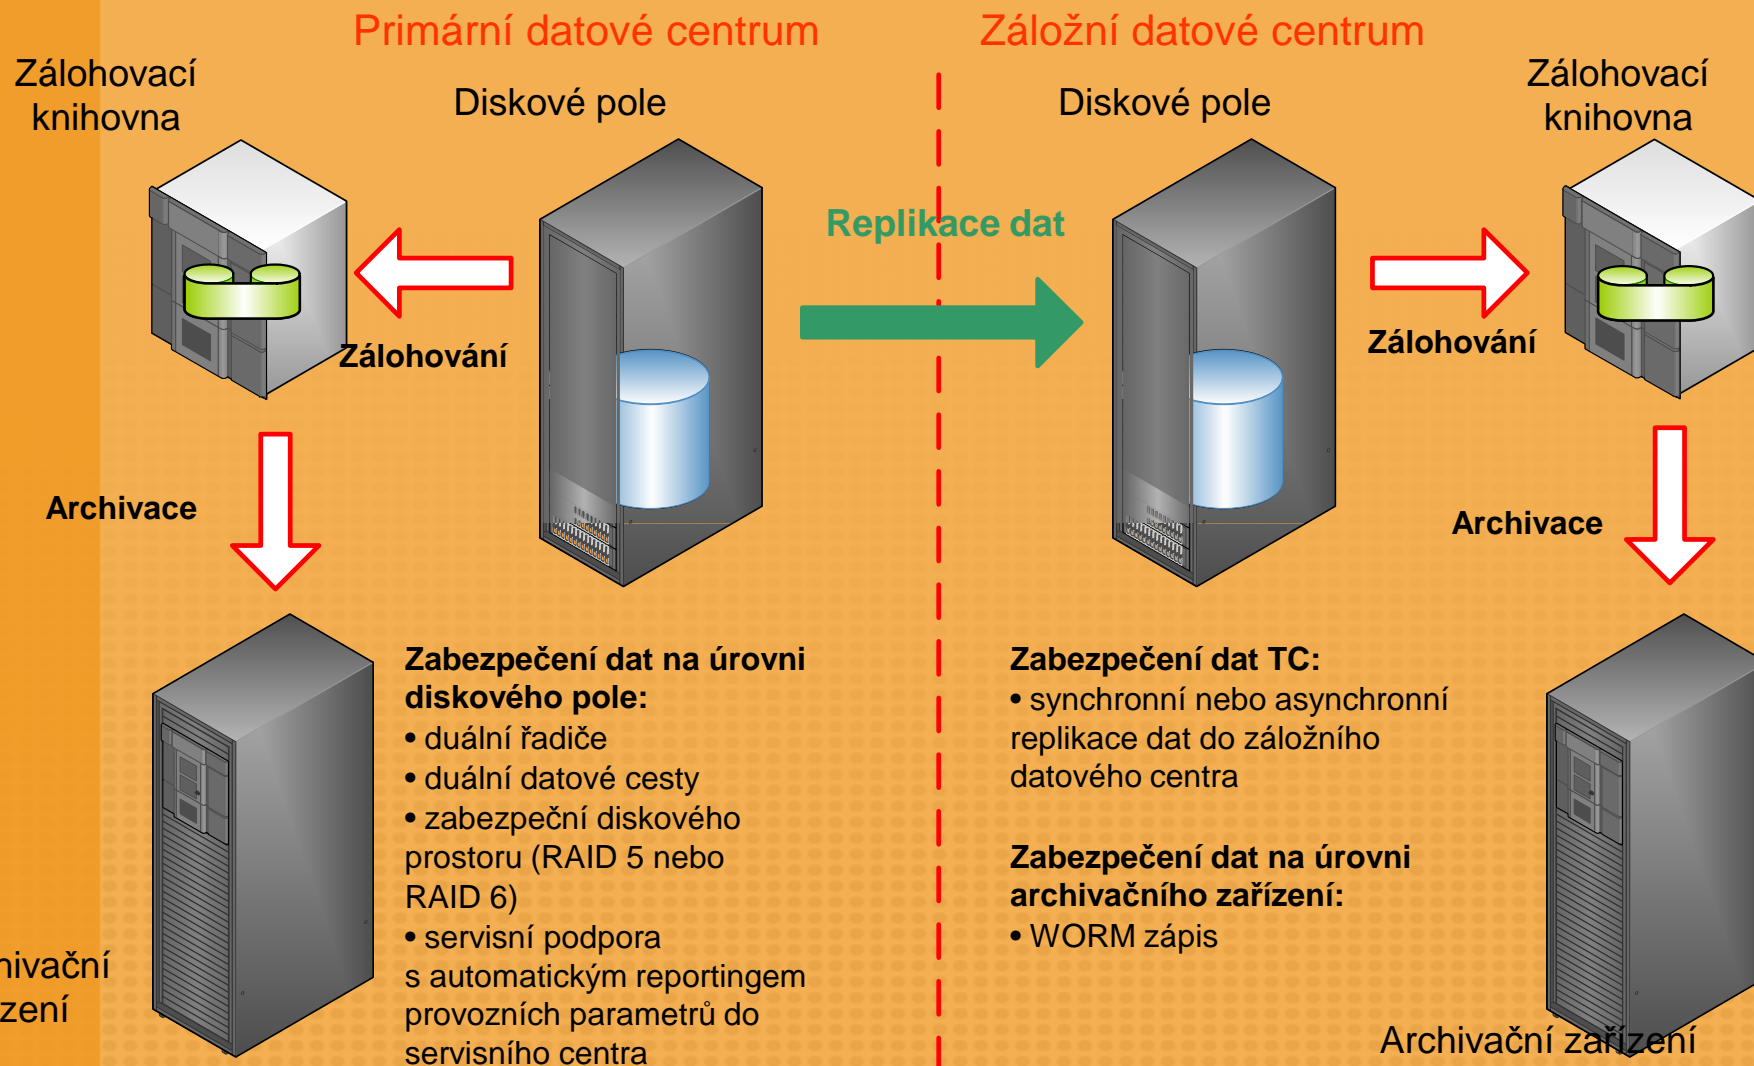 Primární datové centrum
Záložní datové centrum
Zálohovací
knihovna
Diskové pole
Diskové pole
Zálohovací
knihovna
Replikace dat
Zálohování
Zálohování
Archivace
Archivace
Zabezpečení dat na úrovni
diskového pole:
• duální řadiče
• duální datové cesty
• zabezpeční diskového
prostoru (RAID 5 nebo
RAID 6)
• servisní podpora
s automatickým reportingem
provozních parametrů do
servisního centra
Zabezpečení dat TC:
• synchronní nebo asynchronní
replikace dat do záložního
datového centra
Zabezpečení dat na úrovni
archivačního zařízení:
• WORM zápis
hivační
zení
Archivační zařízení